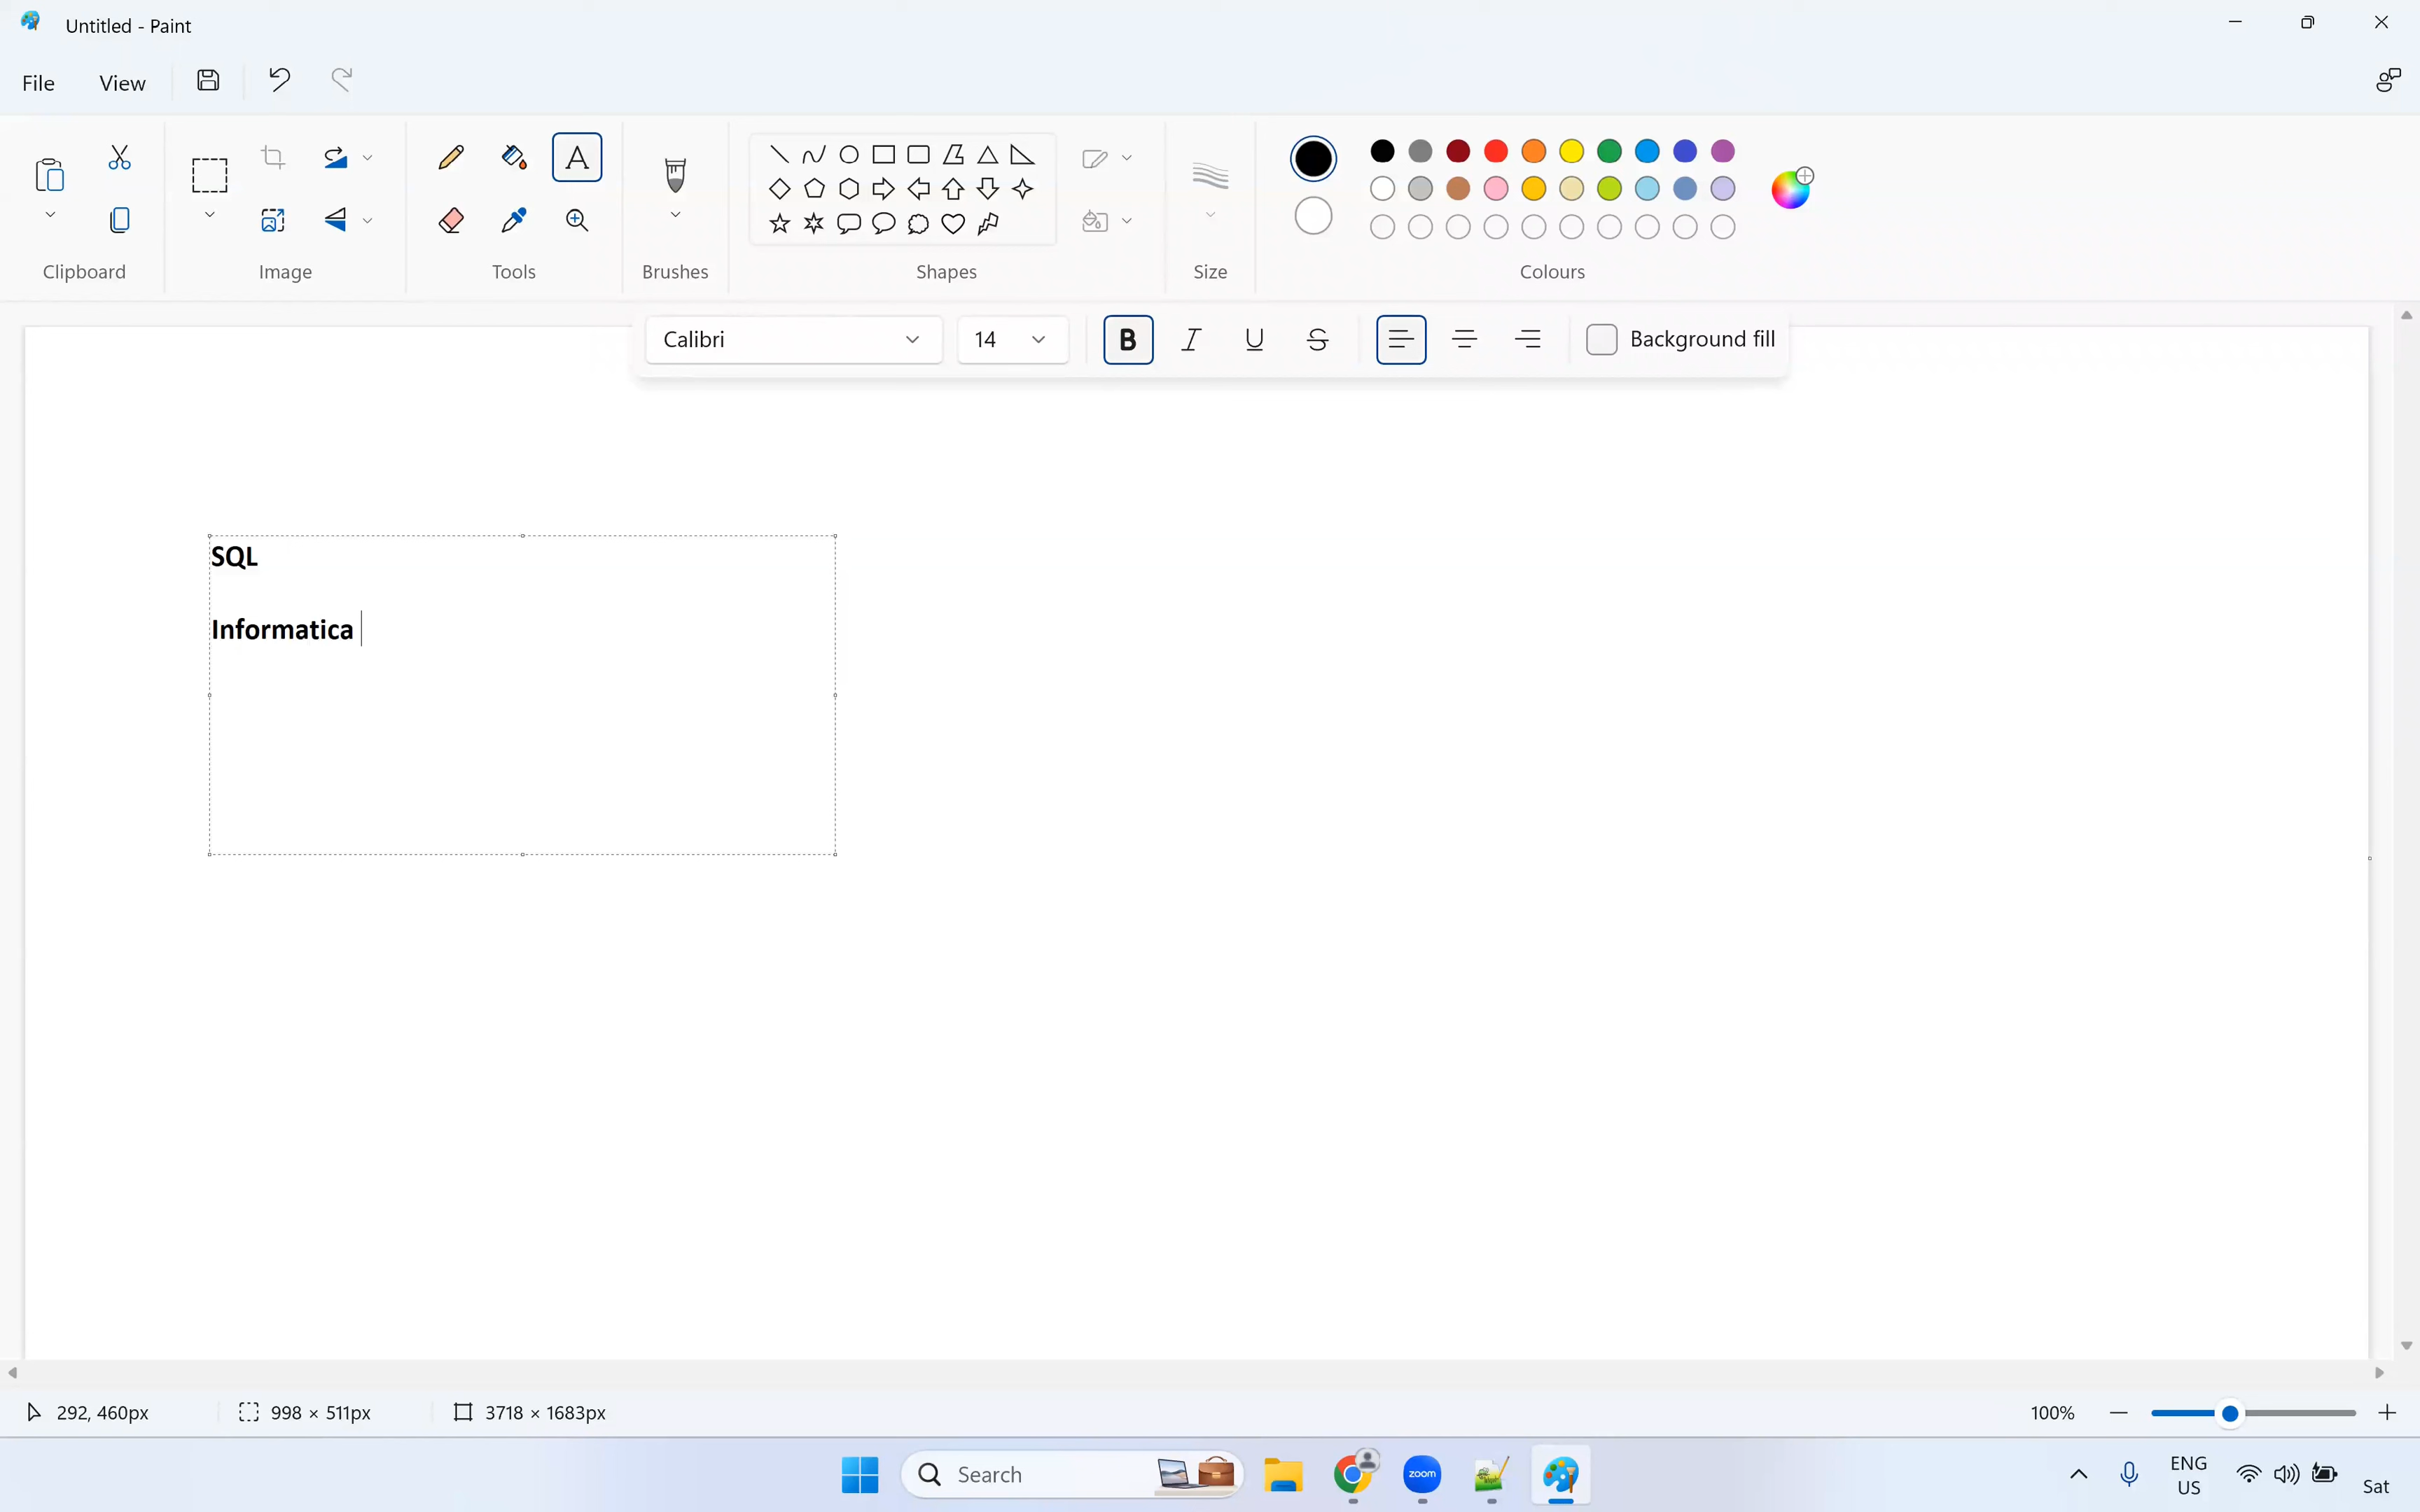 Untitled - Paint
File View
Clipboard Image Tools Brushes Shapes Size Colours
Calibri 14 B I U S Background fill
SQL
Informatica
292, 460px 998 × 511px 3718 × 1683px 100%
Search zoom ENG
US Sat